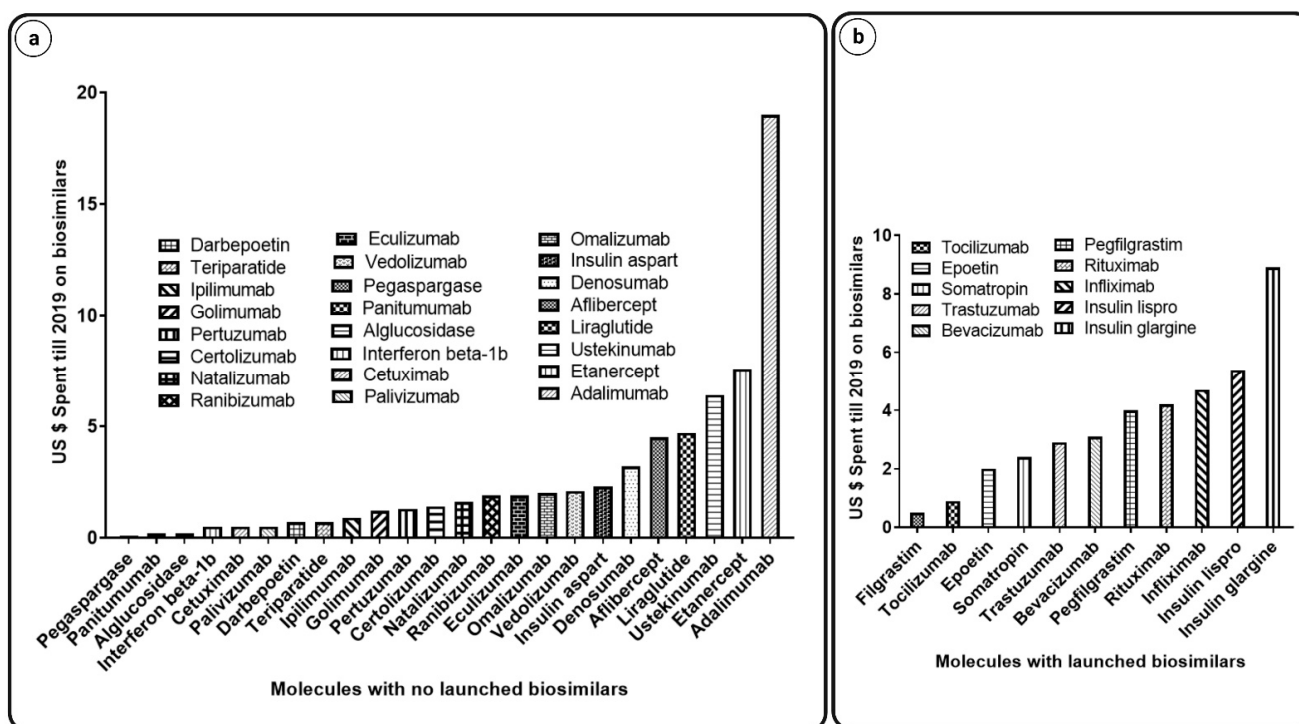 a
US $ Spent till 2019 on biosimilars
20
15
10
5
0
Darbepoetin
Teriparatide
Ipilimumab
Golimumab
Pertuzumab
Certolizumab
Natalizumab
Ranibizumab
Eculizumab
Vedolizumab
Pegaspargase
Panitumumab
Alglucosidase
Interferon beta-1b
Cetuximab
Palivizumab
Omalizumab
Insulin aspart
Denosumab
Aflibercept
Liraglutide
Ustekinumab
Etanercept
Adalimumab
Pegaspargase
Panitumumab
Alglucosidase
Interferon beta-1b
Cetuximab
Palivizumab
Darbepoetin
Teriparatide
Ipilimumab
Golimumab
Pertuzumab
Certolizumab
Natalizumab
Ranibizumab
Eculizumab
Omalizumab
Vedolizumab
Insulin aspart
Denosumab
Aflibercept
Liraglutide
Ustekinumab
Etanercept
Adalimumab
Molecules with no launched biosimilars
b
US $ Spent till 2019 on biosimilars
10
8
6
4
2
0
Tocilizumab
Epoetin
Somatropin
Trastuzumab
Bevacizumab
Pegfilgrastim
Rituximab
Infliximab
Insulin lispro
Insulin glargine
Filgrastim
Tocilizumab
Epoetin
Somatropin
Trastuzumab
Bevacizumab
Pegfilgrastim
Rituximab
Infliximab
Insulin lispro
Insulin glargine
Molecules with launched biosimilars